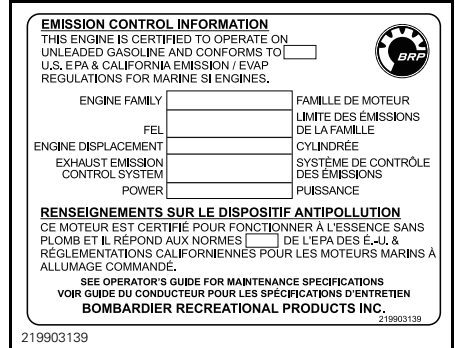 EMISSION CONTROL INFORMATION
THIS ENGINE IS CERTIFIED TO OPERATE ON
UNLEADED GASOLINE AND CONFORMS TO
U.S. EPA & CALIFORNIA EMISSION / EVAP
REGULATIONS FOR MARINE SI ENGINES.
BRP
ENGINE FAMILY FAMILLE DE MOTEUR
LIMITE DES ÉMISSIONS
FEL DE LA FAMILLE
ENGINE DISPLACEMENT CYLINDRÉE
EXHAUST EMISSION SYSTÈME DE CONTRÔLE
CONTROL SYSTEM DES ÉMISSIONS
POWER PUISSANCE
RENSEIGNEMENTS SUR LE DISPOSITIF ANTIPOLLUTION
CE MOTEUR EST CERTIFIÉ POUR FONCTIONNER À L'ESSENCE SANS
PLOMB ET IL RÉPOND AUX NORMES DE L'EPA DES É.-U. &
RÉGLEMENTATIONS CALIFORNIENNES POUR LES MOTEURS MARINS À
ALLUMAGE COMMANDÉ.
SEE OPERATOR'S GUIDE FOR MAINTENANCE SPECIFICATIONS
VOIR GUIDE DU CONDUCTEUR POUR LES SPÉCIFICATIONS D'ENTRETIEN
BOMBARDIER RECREATIONAL PRODUCTS INC.
219903139
219903139